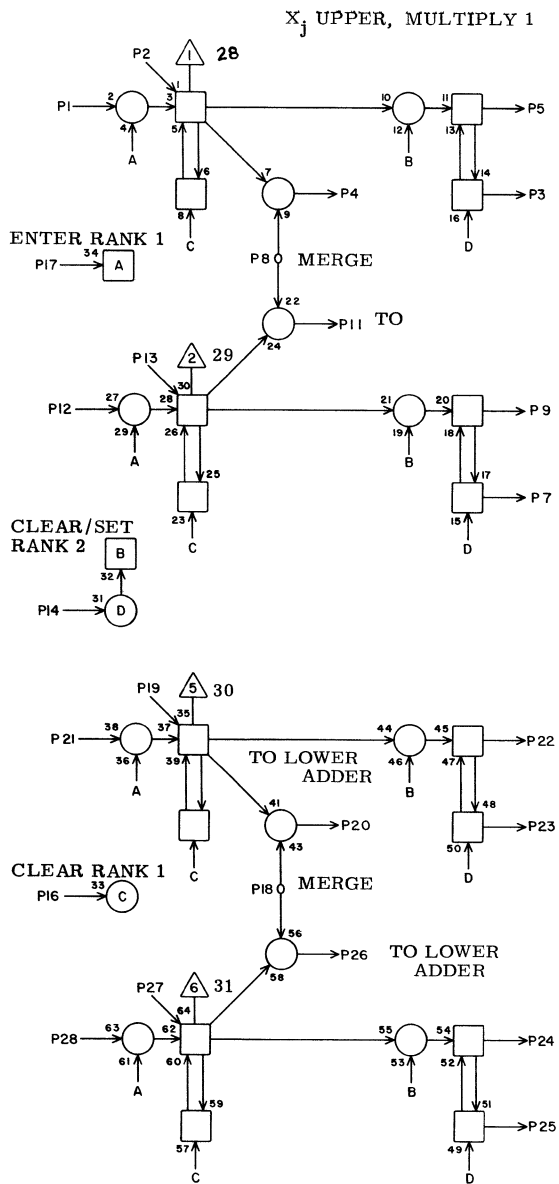 X_j UPPER, MULTIPLY 1
P2 1 28
P1 2 3 1 10 11 P5
4 5 12 13
A 6 B 14
7 P4 P3
8 9 16
C D
ENTER RANK 1
34
P17 A
P8 MERGE
22
P11 TO
24
P13 2 29
30
P12 27 28 21 20 P9
29 26 19 18
A 25 B 17
P7
23 15
C D
CLEAR/SET
RANK 2
B
32
31
P14 D
P19 5 30
35
P21 38 37 44 45 P22
36 39 46 47
TO LOWER
ADDER
A B
41 48
P20 P23
43 50
C D
CLEAR RANK 1
33
P16 C
P18 MERGE
56
P26 TO LOWER
ADDER
58
P27 6 31
64
P28 63 62 55 54 P24
61 60 53 52
A 59 B 51
P25
57 49
C D